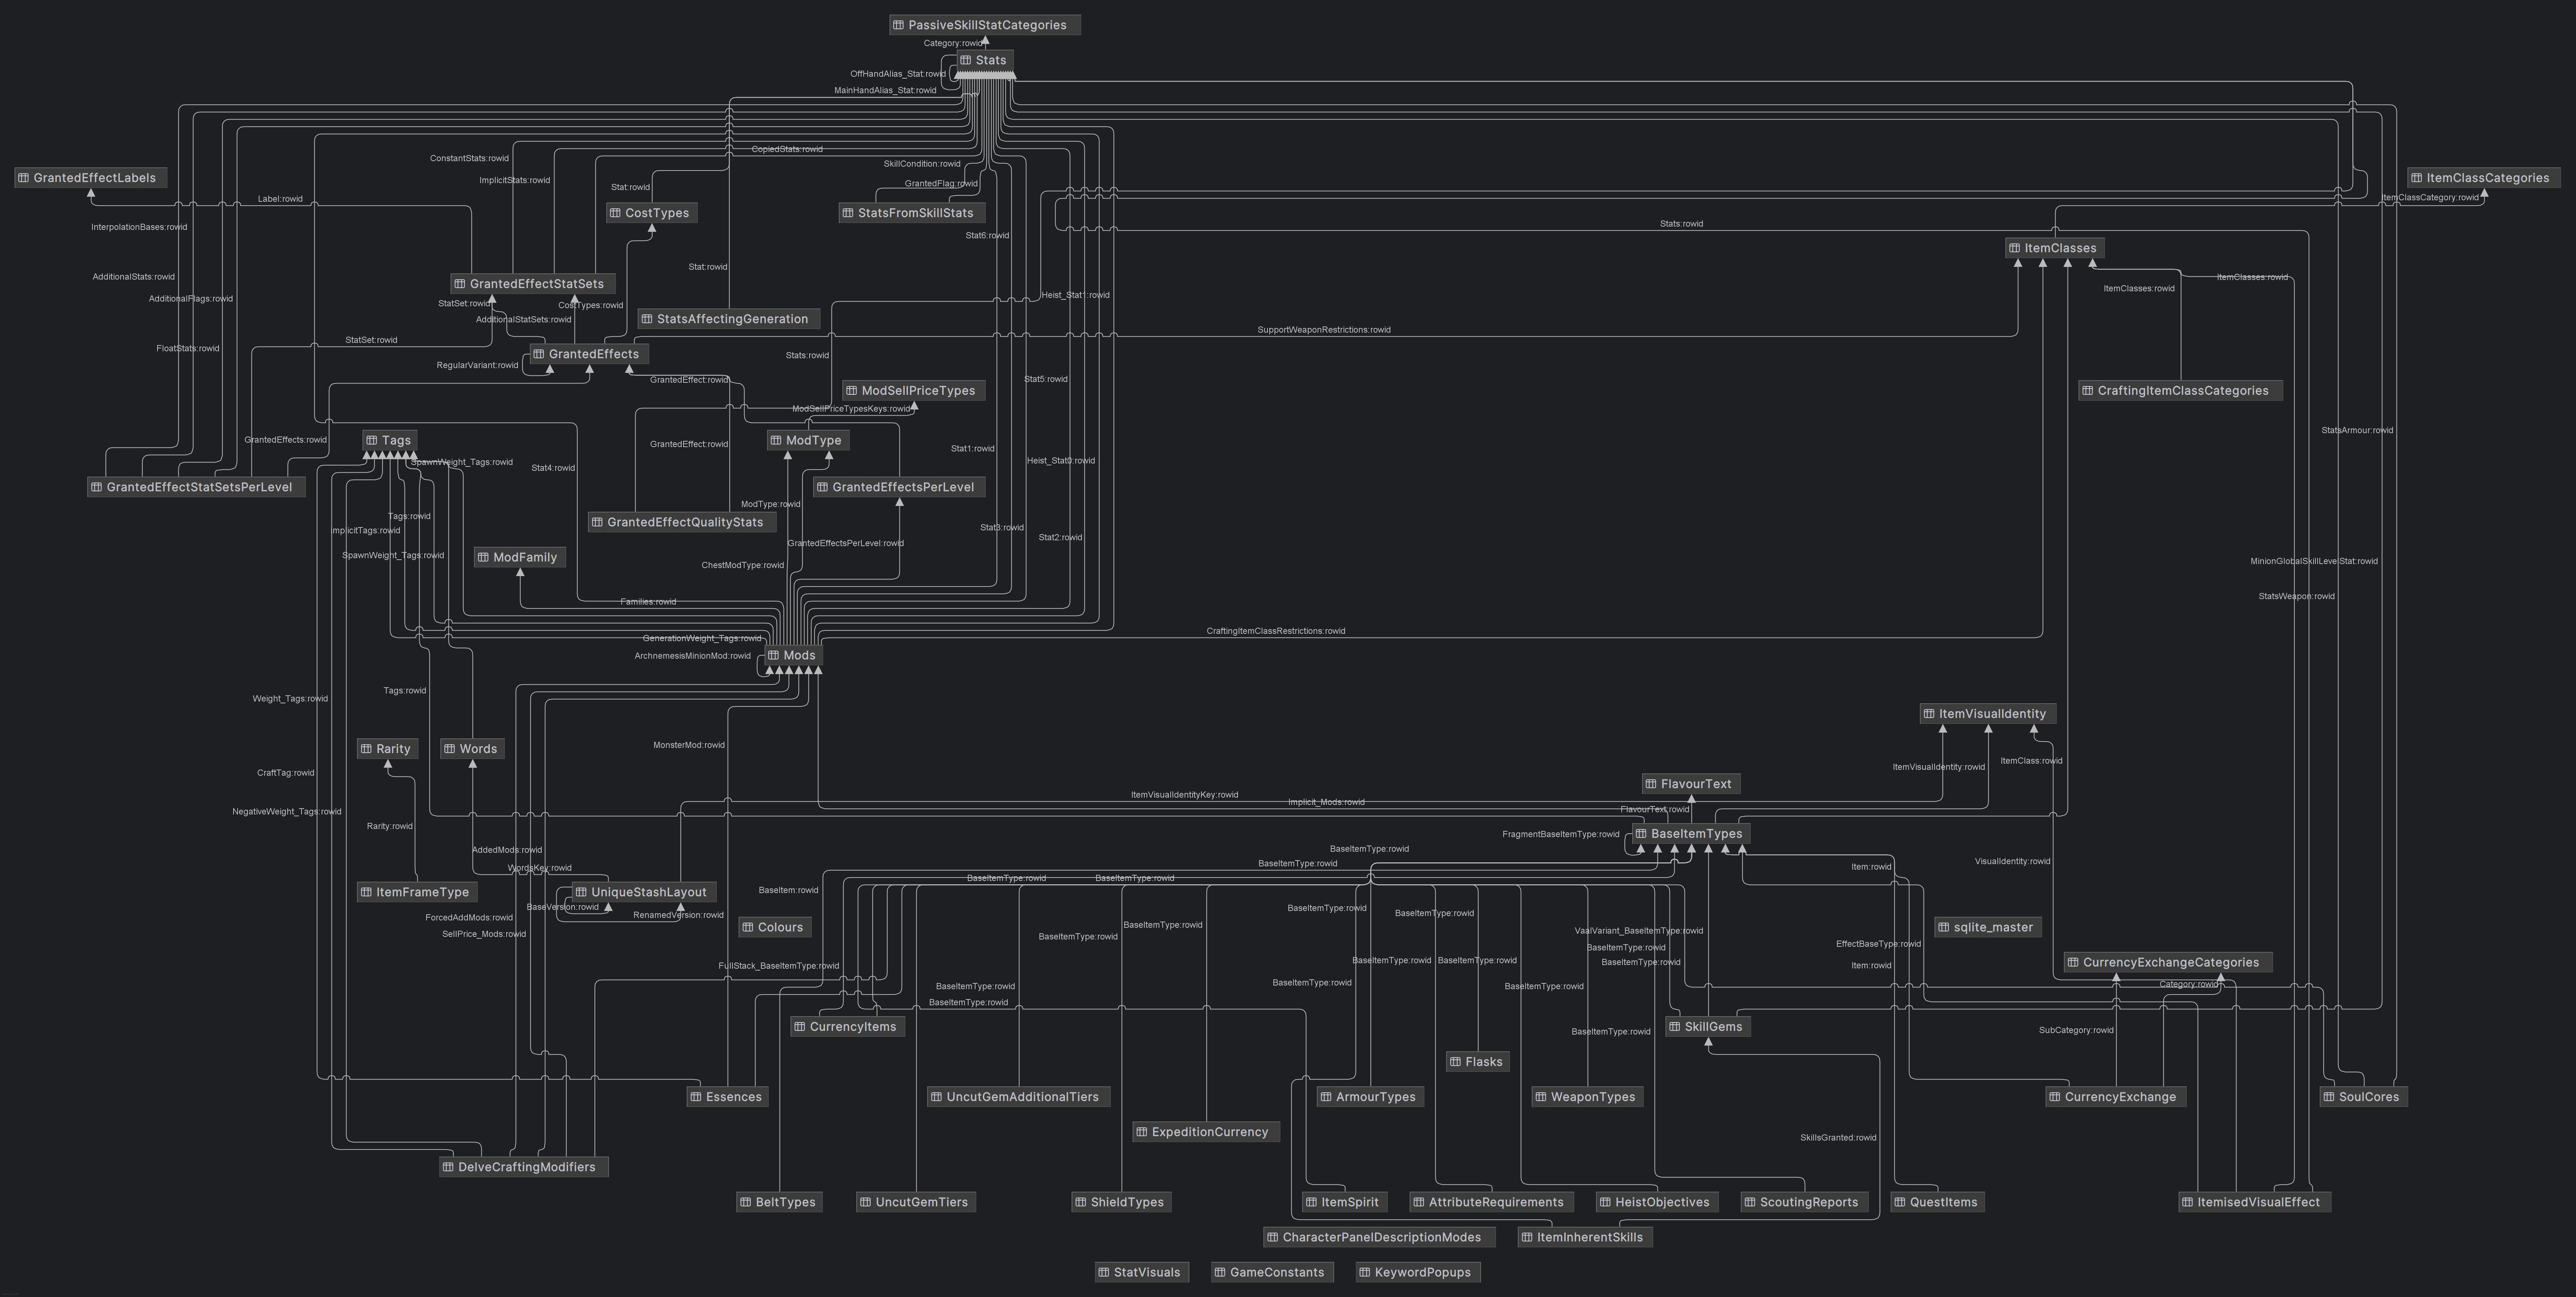 PassiveSkillStatCategories
Category:rowid
Stats
OffHandAlias_Stat:rowid
MainHandAlias_Stat:rowid
ConstantStats:rowid
CopiedStats:rowid
SkillCondition:rowid
GrantedEffectLabels
ImplicitStats:rowid
GrantedFlag:rowid
ItemClassCategories
Stat:rowid
Label:rowid
ItemClassCategory:rowid
CostTypes
StatsFromSkillStats
InterpolationBases:rowid
Stats:rowid
Stat6:rowid
ItemClasses
Stat:rowid
AdditionalStats:rowid
ItemClasses:rowid
GrantedEffectStatSets
ItemClasses:rowid
AdditionalFlags:rowid
Heist_Stat1:rowid
StatSet:rowid
CostTypes:rowid
AdditionalStatSets:rowid
StatsAffectingGeneration
SupportWeaponRestrictions:rowid
StatSet:rowid
FloatStats:rowid
GrantedEffects
Stats:rowid
RegularVariant:rowid
GrantedEffect:rowid
Stat5:rowid
ModSellPriceTypes
CraftingItemClassCategories
ModSellPriceTypesKeys:rowid
StatsArmour:rowid
GrantedEffects:rowid
Tags
GrantedEffect:rowid
ModType
Stat1:rowid
SpawnWeight_Tags:rowid
Heist_Stat0:rowid
Stat4:rowid
GrantedEffectStatSetsPerLevel
GrantedEffectsPerLevel
ModType:rowid
Tags:rowid
GrantedEffectQualityStats
Stat3:rowid
ImplicitTags:rowid
Stat2:rowid
GrantedEffectsPerLevel:rowid
SpawnWeight_Tags:rowid
ModFamily
ChestModType:rowid
MinionGlobalSkillLevelStat:rowid
StatsWeapon:rowid
Families:rowid
CraftingItemClassRestrictions:rowid
GenerationWeight_Tags:rowid
ArchnemesisMinionMod:rowid
Mods
Tags:rowid
Weight_Tags:rowid
ItemVisualIdentity
MonsterMod:rowid
Rarity
Words
ItemClass:rowid
ItemVisualIdentity:rowid
CraftTag:rowid
FlavourText
ItemVisualIdentityKey:rowid
Implicit_Mods:rowid
FlavourText:rowid
NegativeWeight_Tags:rowid
Rarity:rowid
FragmentBaseItemType:rowid
BaseItemTypes
AddedMods:rowid
BaseItemType:rowid
BaseItemType:rowid
VisualIdentity:rowid
WordsKey:rowid
Item:rowid
BaseItemType:rowid
BaseItemType:rowid
ItemFrameType
UniqueStashLayout
BaseItem:rowid
BaseVersion:rowid
BaseItemType:rowid
ForcedAddMods:rowid
RenamedVersion:rowid
BaseItemType:rowid
BaseItemType:rowid
Colours
sqlite_master
SellPrice_Mods:rowid
BaseItemType:rowid
VaalVariant_BaseItemType:rowid
EffectBaseType:rowid
BaseItemType:rowid
BaseItemType:rowid
BaseItemType:rowid
BaseItemType:rowid
CurrencyExchangeCategories
FullStack_BaseItemType:rowid
Item:rowid
BaseItemType:rowid
BaseItemType:rowid
BaseItemType:rowid
Category:rowid
BaseItemType:rowid
CurrencyItems
SkillGems
BaseItemType:rowid
SubCategory:rowid
Flasks
Essences
UncutGemAdditionalTiers
ArmourTypes
WeaponTypes
CurrencyExchange
SoulCores
ExpeditionCurrency
SkillsGranted:rowid
DelveCraftingModifiers
BeltTypes
UncutGemTiers
ShieldTypes
ItemSpirit
AttributeRequirements
HeistObjectives
ScoutingReports
QuestItems
ItemisedVisualEffect
CharacterPanelDescriptionModes
ItemInherentSkills
StatVisuals
GameConstants
KeywordPopups